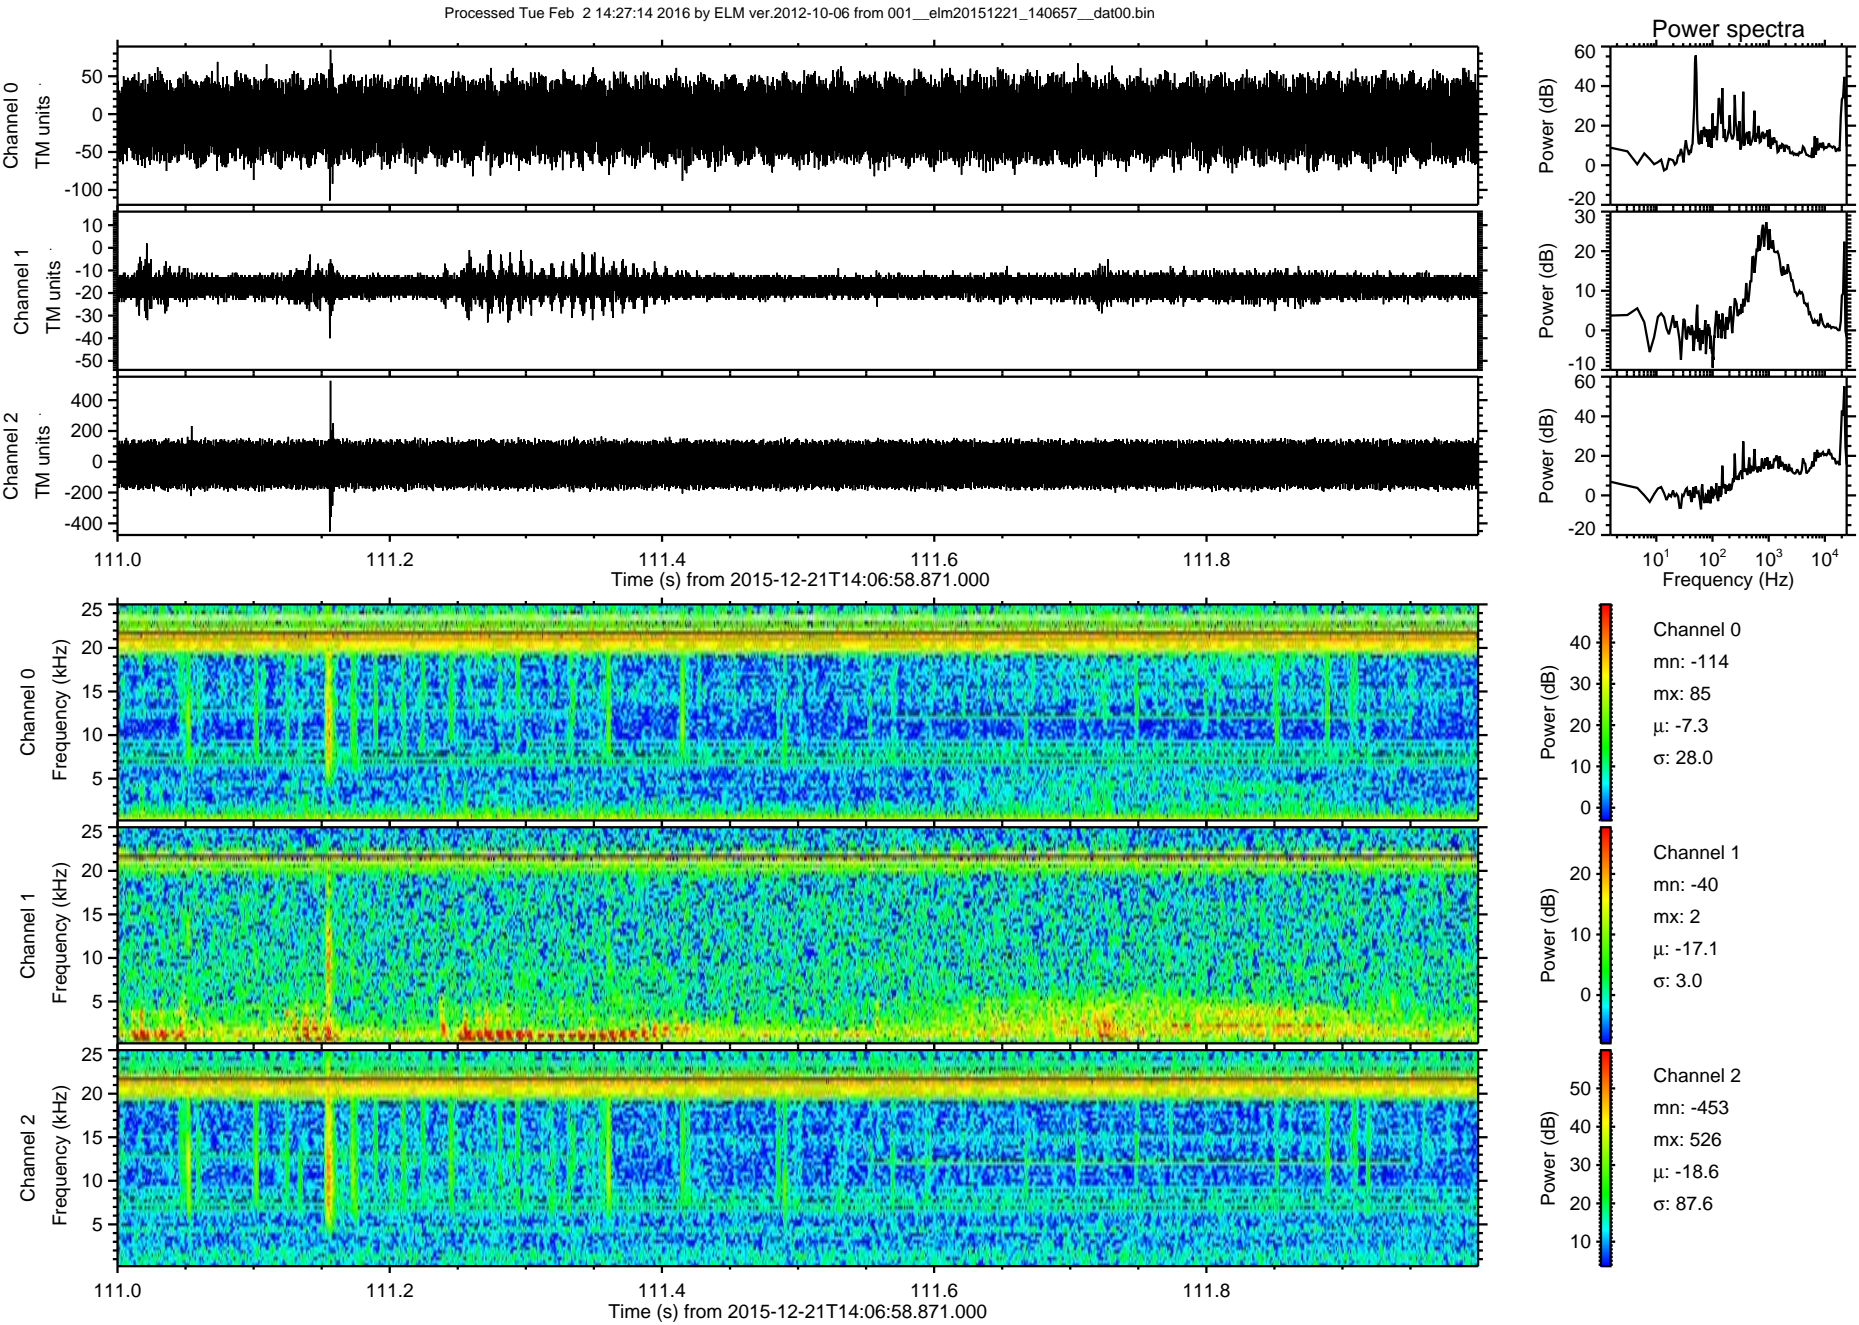 Processed Tue Feb  2 14:27:14 2016 by ELM ver.2012-10-06 from 001__elm20151221_140657__dat00.bin
Power spectra
Channel 0
TM units
50
0
-50
-100
Power (dB)
60
40
20
0
-20
Channel 1
TM units
10
0
-10
-20
-30
-40
-50
Power (dB)
30
20
10
0
-10
Channel 2
TM units
400
200
0
-200
-400
Power (dB)
60
40
20
0
-20
111.0 111.2 111.4 111.6 111.8
Time (s) from 2015-12-21T14:06:58.871.000
10^1 10^2 10^3 10^4
Frequency (Hz)
Channel 0
Frequency (kHz)
25
20
15
10
5
Power (dB)
40
30
20
10
0
Channel 0
mn: -114
mx: 85
μ: -7.3
σ: 28.0
Channel 1
Frequency (kHz)
25
20
15
10
5
Power (dB)
20
10
0
Channel 1
mn: -40
mx: 2
μ: -17.1
σ: 3.0
Channel 2
Frequency (kHz)
25
20
15
10
5
Power (dB)
50
40
30
20
10
Channel 2
mn: -453
mx: 526
μ: -18.6
σ: 87.6
111.0 111.2 111.4 111.6 111.8
Time (s) from 2015-12-21T14:06:58.871.000